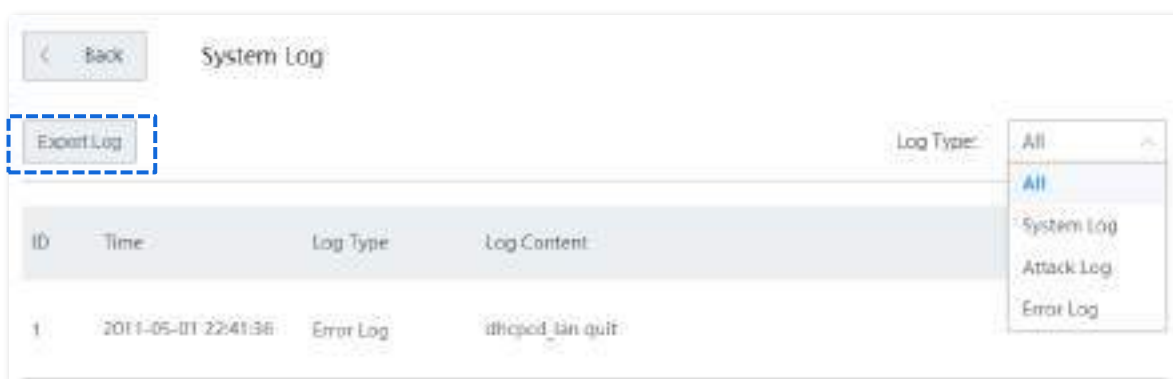 Back System Log
Export Log Log Type: All
All
System Log
Attack Log
Error Log
ID Time Log Type Log Content
1 2011-05-01 22:41:36 Error Log dhcpcd_lan quit